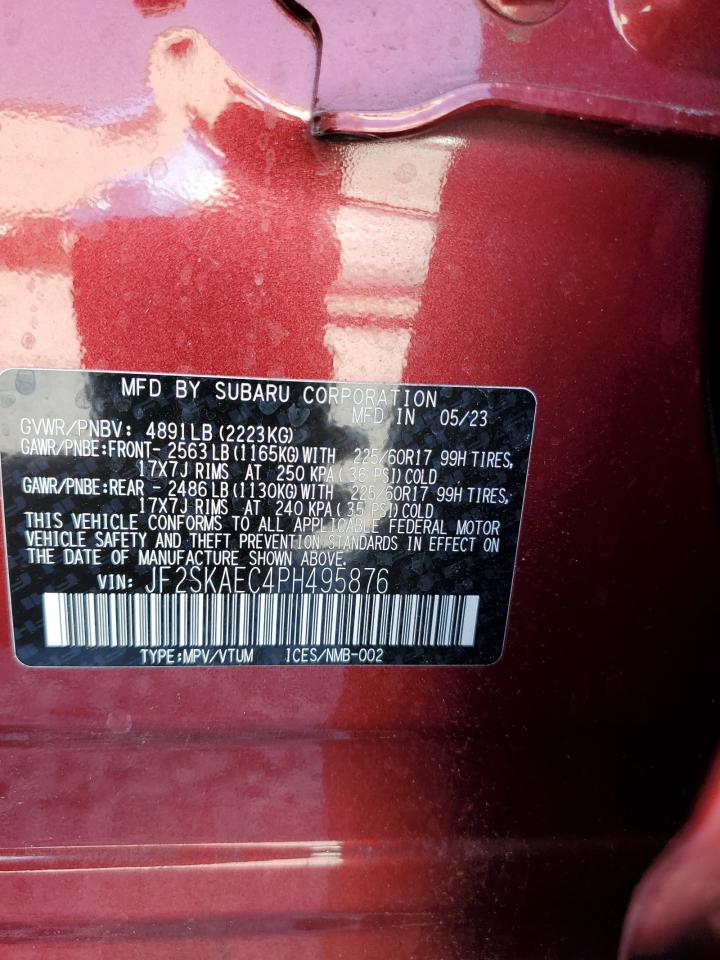 MFD BY SUBARU CORPORATION
MFD IN 05/23
GVWR/PNBV: 4891LB (2223KG)
GAWR/PNBE:FRONT- 2563LB (1165KG)WITH 225/60R17 99H TIRES,
17X7J RIMS AT 250 KPA( 36 PSI)COLD
GAWR/PNBE:REAR - 2486LB (1130KG)WITH 225/60R17 99H TIRES,
17X7J RIMS AT 240 KPA( 35 PSI)COLD
THIS VEHICLE CONFORMS TO ALL APPLICABLE FEDERAL MOTOR
VEHICLE SAFETY AND THEFT PREVENTION STANDARDS IN EFFECT ON
THE DATE OF MANUFACTURE SHOWN ABOVE.
VIN: JF2SKAEC4PH495876
TYPE:MPV/VTUM ICES/NMB-002